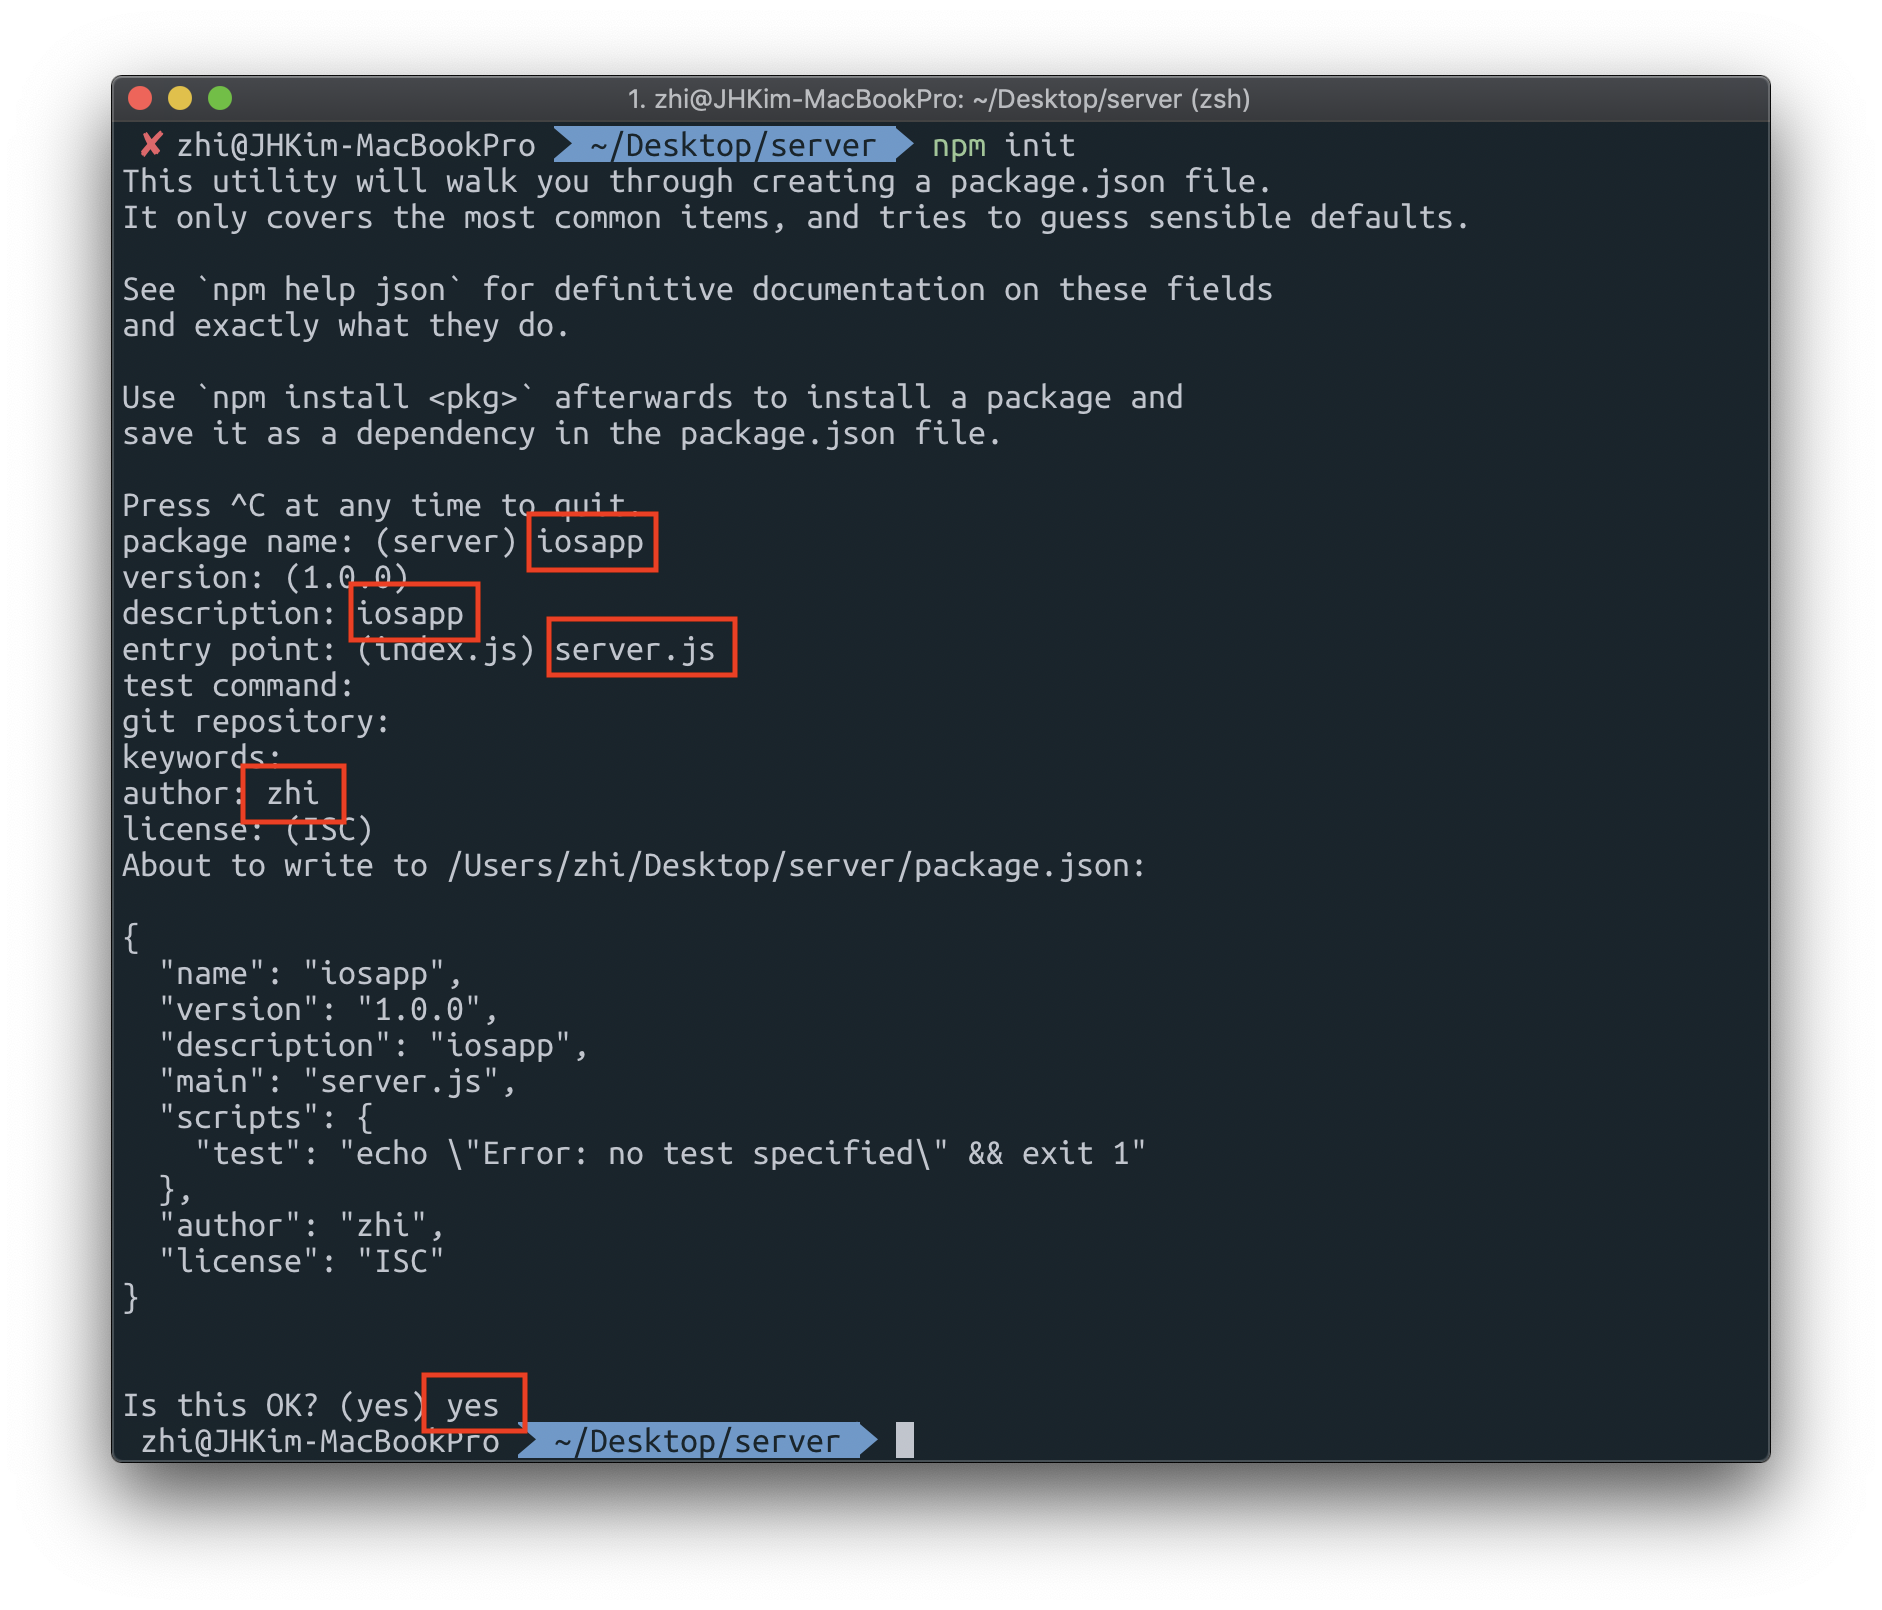 1. zhi@JHKim-MacBookPro: ~/Desktop/server (zsh)
✘ zhi@JHKim-MacBookPro ~/Desktop/server npm init
This utility will walk you through creating a package.json file.
It only covers the most common items, and tries to guess sensible defaults.
See `npm help json` for definitive documentation on these fields
and exactly what they do.
Use `npm install <pkg>` afterwards to install a package and
save it as a dependency in the package.json file.
Press ^C at any time to quit.
package name: (server) iosapp
version: (1.0.0)
description: iosapp
entry point: (index.js) server.js
test command:
git repository:
keywords:
author: zhi
license: (ISC)
About to write to /Users/zhi/Desktop/server/package.json:
{
  "name": "iosapp",
  "version": "1.0.0",
  "description": "iosapp",
  "main": "server.js",
  "scripts": {
    "test": "echo \"Error: no test specified\" && exit 1"
  },
  "author": "zhi",
  "license": "ISC"
}
Is this OK? (yes) yes
zhi@JHKim-MacBookPro ~/Desktop/server